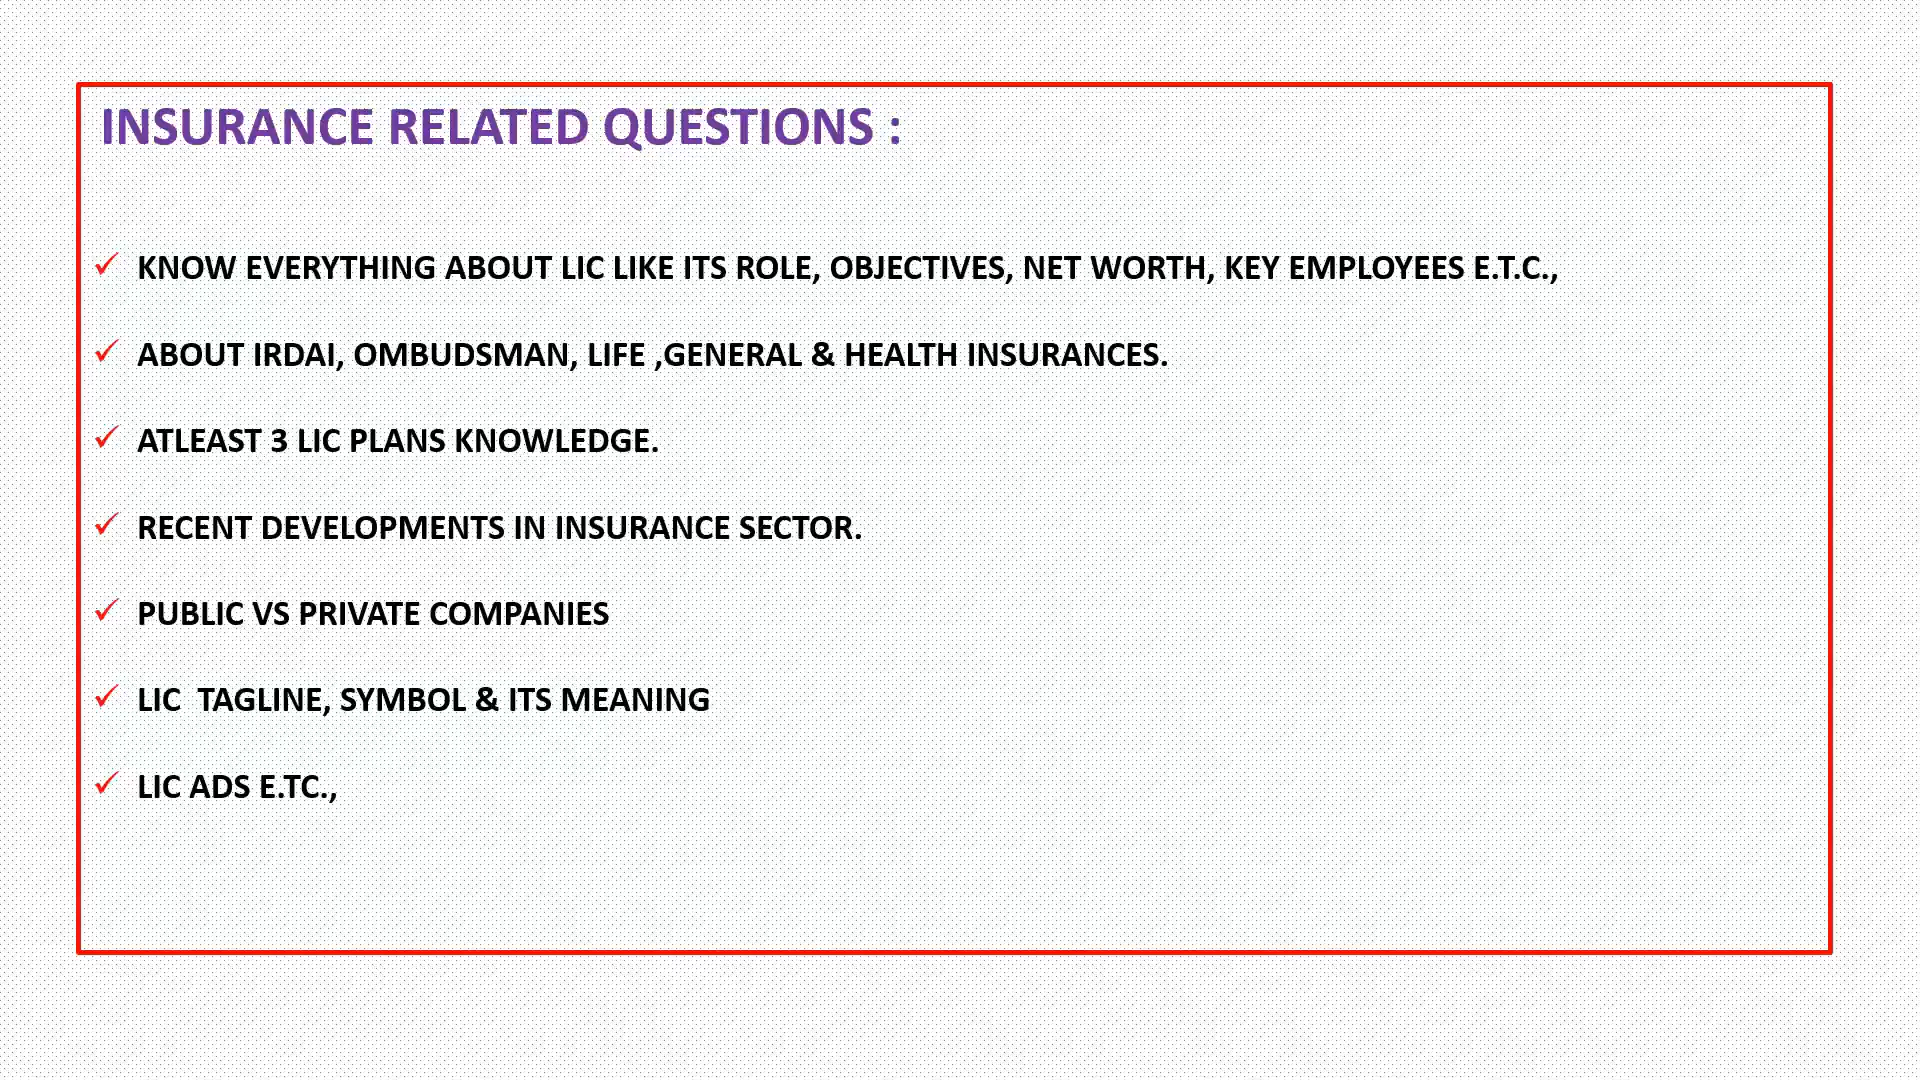 INSURANCE RELATED QUESTIONS :
✓ KNOW EVERYTHING ABOUT LIC LIKE ITS ROLE, OBJECTIVES, NET WORTH, KEY EMPLOYEES E.T.C.,
✓ ABOUT IRDAI, OMBUDSMAN, LIFE ,GENERAL & HEALTH INSURANCES.
✓ ATLEAST 3 LIC PLANS KNOWLEDGE.
✓ RECENT DEVELOPMENTS IN INSURANCE SECTOR.
✓ PUBLIC VS PRIVATE COMPANIES
✓ LIC  TAGLINE, SYMBOL & ITS MEANING
✓ LIC ADS E.TC.,